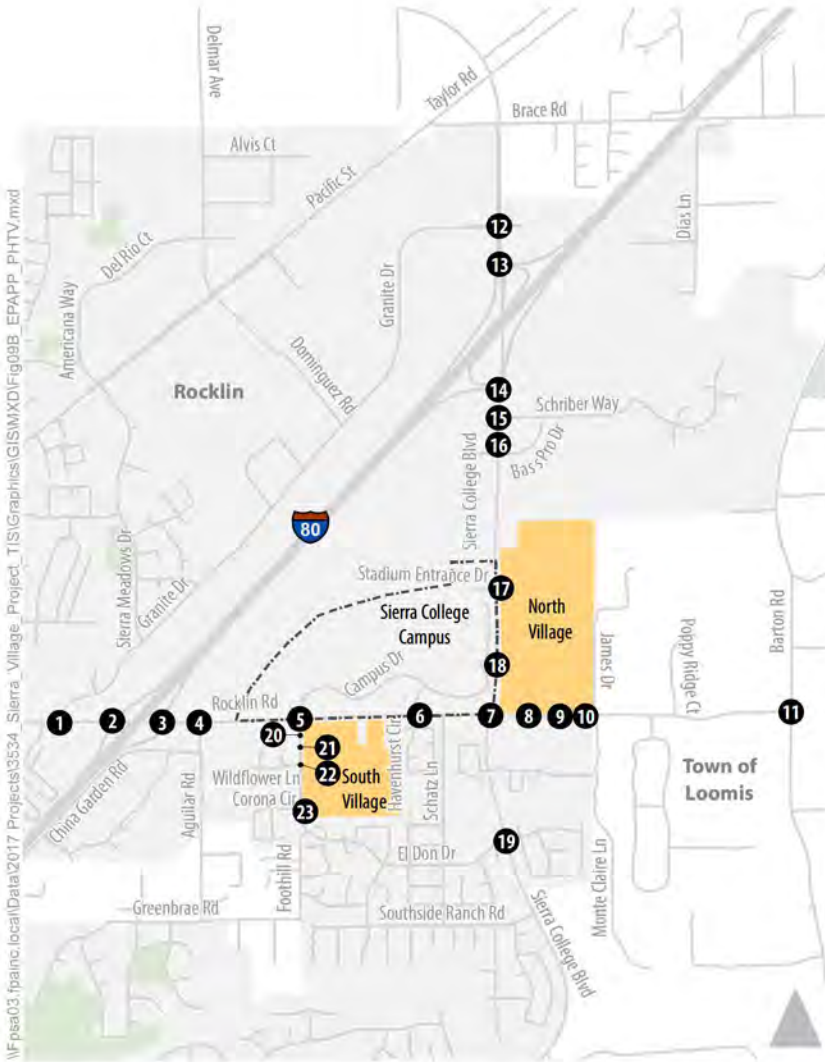 \\Fpsa03.fpainc.local\Data\2017 Projects\3534_Sierra_Village_Project_TIS\Graphics\GIS\MXD\Fig09B_EPAPP_PHTV.mxd
Delmar Ave
Taylor Rd
Brace Rd
Alvis Ct
Pacific St
Dias Ln
12
Del Rio Ct
13
Granite Dr
Americana Way
Dominguez Rd
Rocklin
14
Schriber Way
15
16
Bass Pro Dr
Sierra College Blvd
80
Sierra Meadows Dr
Granite Dr
Stadium Entrance Dr
17
Sierra College
Campus
North
Village
James Dr
Poppy Ridge Ct
Barton Rd
18
Campus Dr
Rocklin Rd
1
2
3
4
5
6
7
8
9
10
11
20
21
22
China Garden Rd
Aguilar Rd
Wildflower Ln
Corona Cir
South
Village
Havenhurst Cir
Schatz Ln
Town of
Loomis
23
19
El Don Dr
Foothill Rd
Greenbrae Rd
Southside Ranch Rd
Monte Claire Ln
Sierra College Blvd